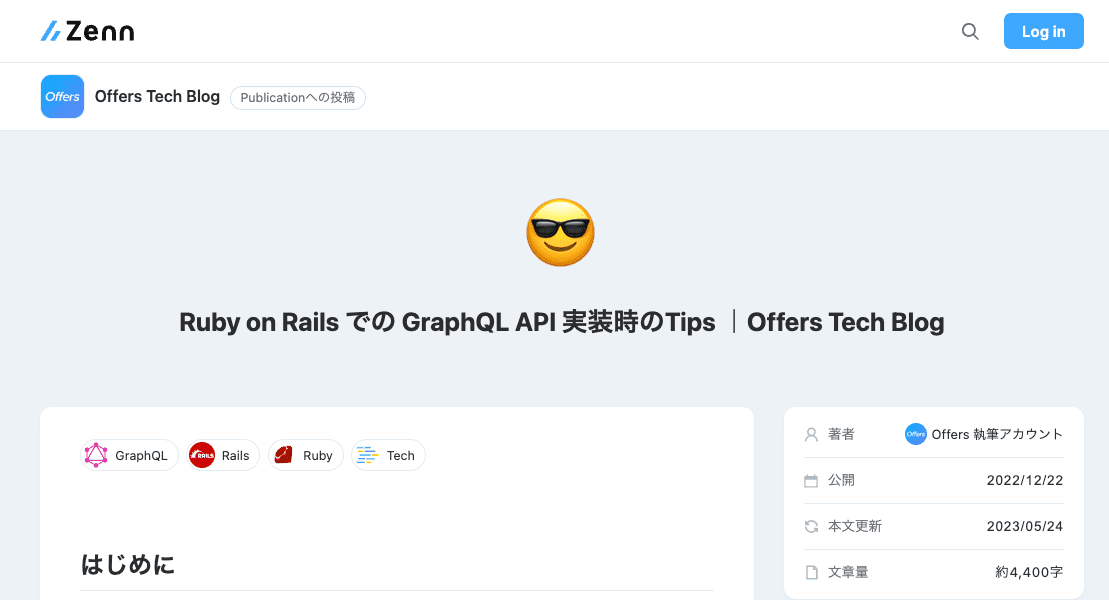 Zenn
Log in
Offers
Offers Tech Blog
Publicationへの投稿
Ruby on Rails での GraphQL API 実装時のTips ｜Offers Tech Blog
GraphQL
RAILS
Rails
Ruby
Tech
はじめに
著者
Offers
Offers 執筆アカウント
公開
2022/12/22
本文更新
2023/05/24
文章量
約4,400字